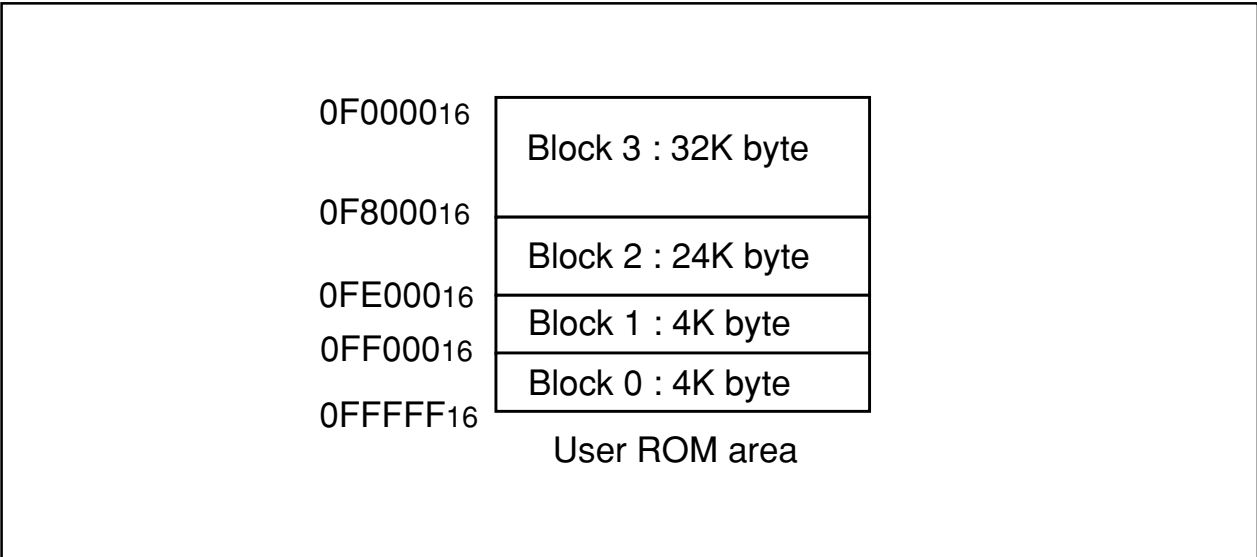 0F000016
Block 3 : 32K byte
0F800016
Block 2 : 24K byte
0FE00016
Block 1 : 4K byte
0FF00016
Block 0 : 4K byte
0FFFFF16
User ROM area